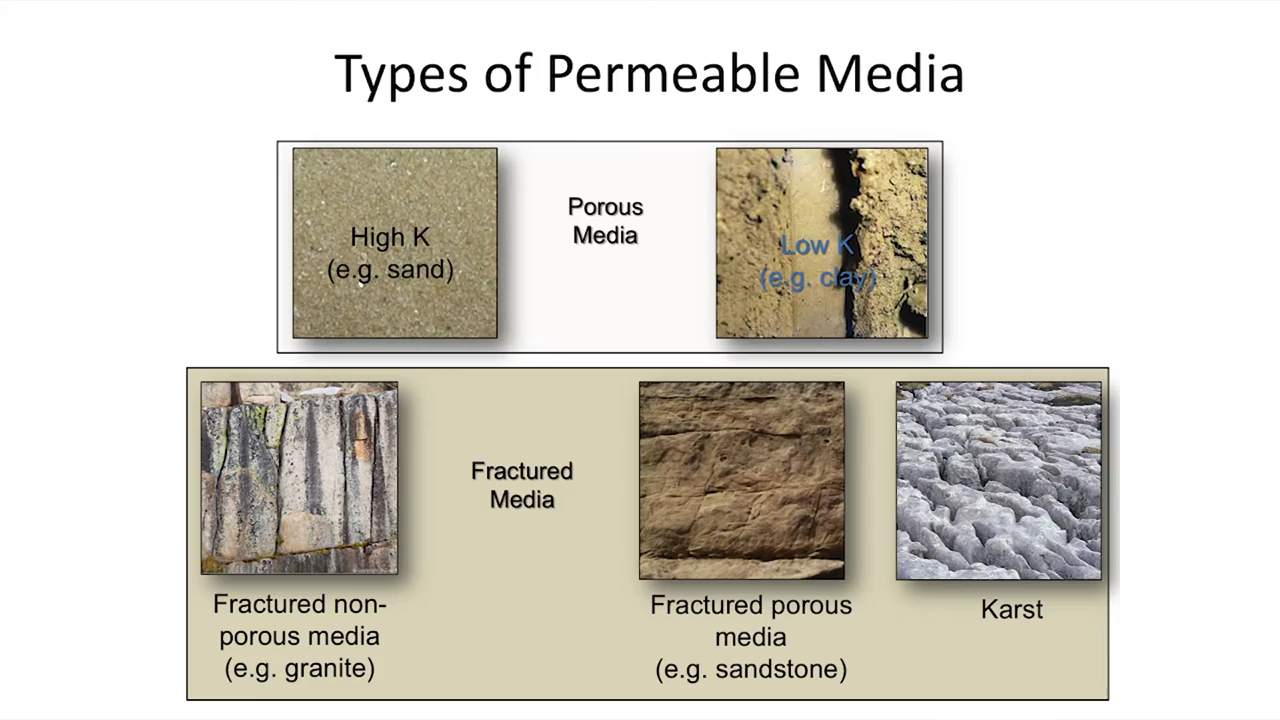 Types of Permeable Media
High K
(e.g. sand)
Porous
Media
Low K
(e.g. clay)
Fractured
Media
Fractured non-
porous media
(e.g. granite)
Fractured porous
media
(e.g. sandstone)
Karst